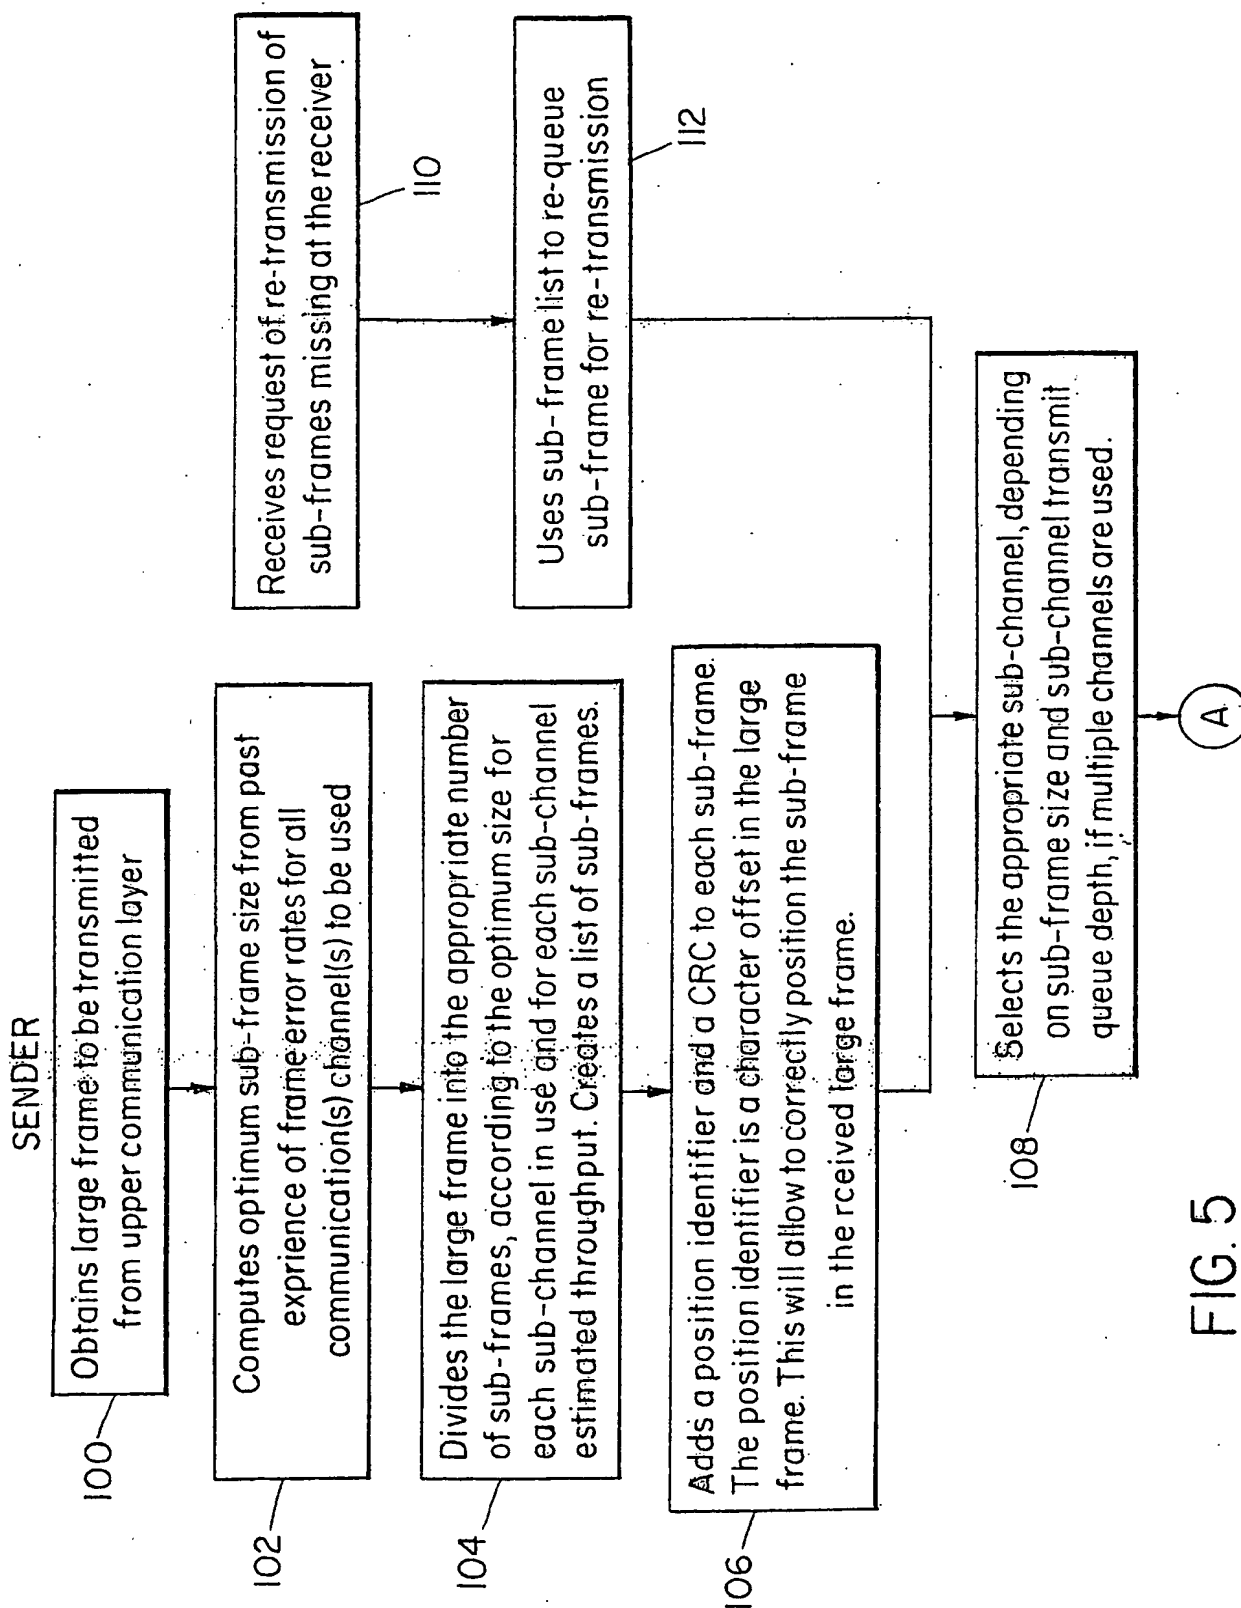 SENDER
Obtains large frame to be transmitted
from upper communication layer
100
Computes optimum sub-frame size from past
exprience of frame error rates for all
communication(s) channel(s) to be used
102
Divides the large frame into the appropriate number
of sub-frames, according to the optimum size for
each sub-channel in use and for each sub-channel
estimated throughput. Creates a list of sub-frames.
104
Adds a position identifier and a CRC to each sub-frame.
The position identifier is a character offset in the large
frame. This will allow to correctly position the sub-frame
in the rceived large frame.
106
Receives request of re-transmission of
sub-frames missing at the receiver
110
Uses sub-frame list to re-queue
sub-frame for re-transmission
112
Selects the appropriate sub-channel, depending
on sub-frame size and sub-channel transmit
queue depth, if multiple channels are used.
108
A
FIG. 5